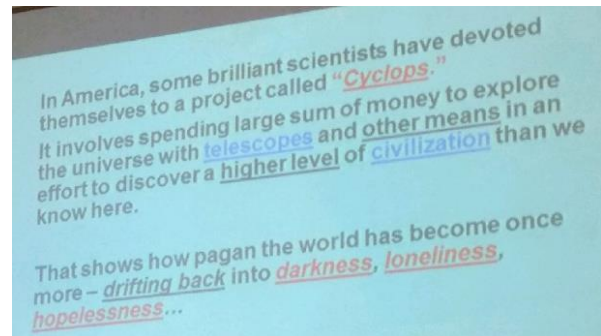 In America, some brilliant scientists have devoted
themselves to a project called “Cyclops.”
It involves spending large sum of money to explore
the universe with telescopes and other means in an
effort to discover a higher level of civilization than we
know here.
That shows how pagan the world has become once
more – drifting back into darkness, loneliness,
hopelessness...